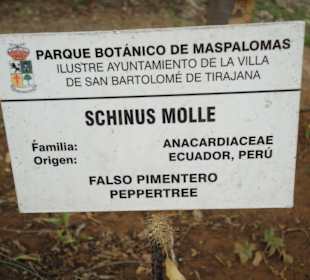 PARQUE BOTÁNICO DE MASPALOMAS
ILUSTRE AYUNTAMIENTO DE LA VILLA
DE SAN BARTOLOMÉ DE TIRAJANA
SCHINUS MOLLE
Familia: ANACARDIACEAE
Origen: ECUADOR, PERÚ
FALSO PIMENTERO
PEPPERTREE